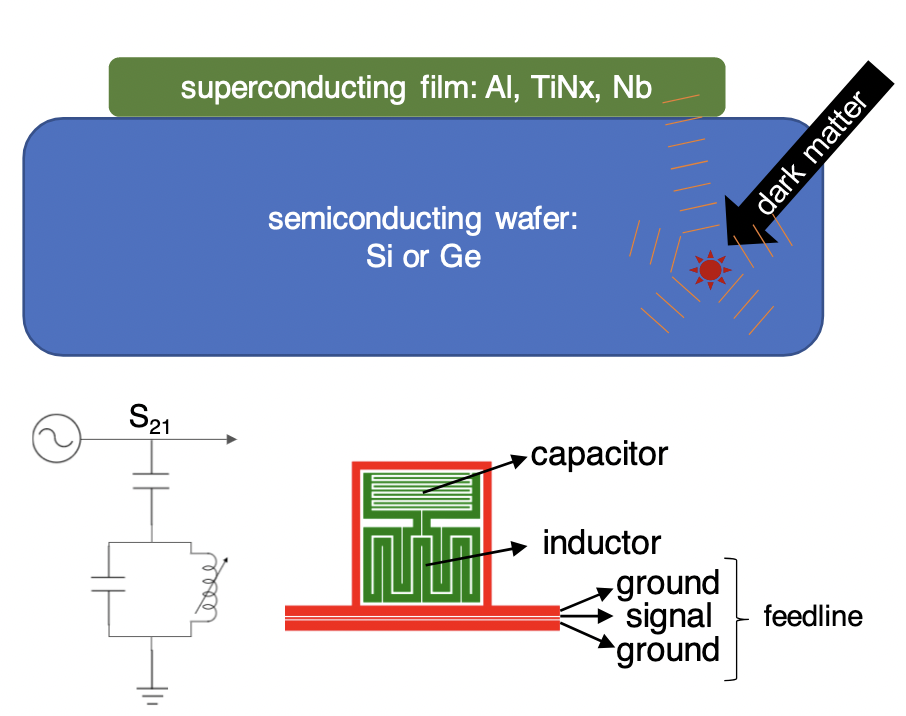 superconducting film: Al, TiNx, Nb
dark matter
semiconducting wafer:
Si or Ge
S21
capacitor
inductor
ground
signal
feedline
ground